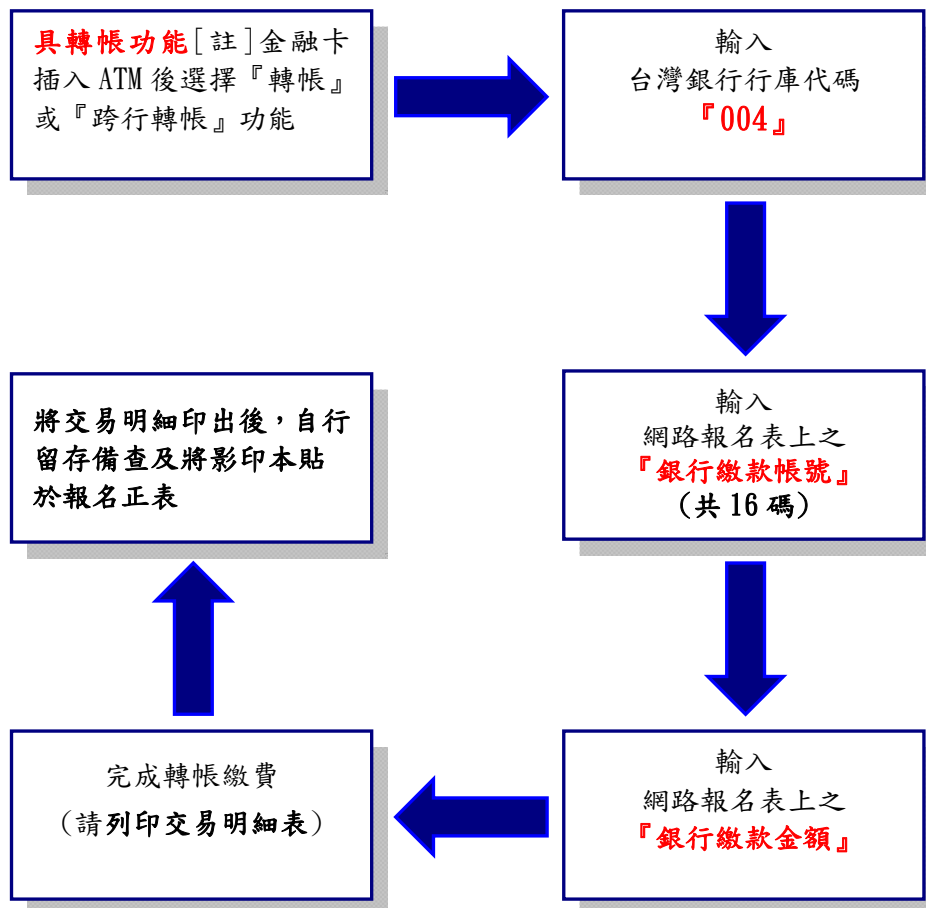 具轉帳功能[註]金融卡
插入 ATM 後選擇『轉帳』
或『跨行轉帳』功能
輸入
台灣銀行行庫代碼
『004』
輸入
網路報名表上之
『銀行繳款帳號』
(共 16 碼)
輸入
網路報名表上之
『銀行繳款金額』
完成轉帳繳費
(請列印交易明細表)
將交易明細印出後，自行
留存備查及將影印本貼
於報名正表